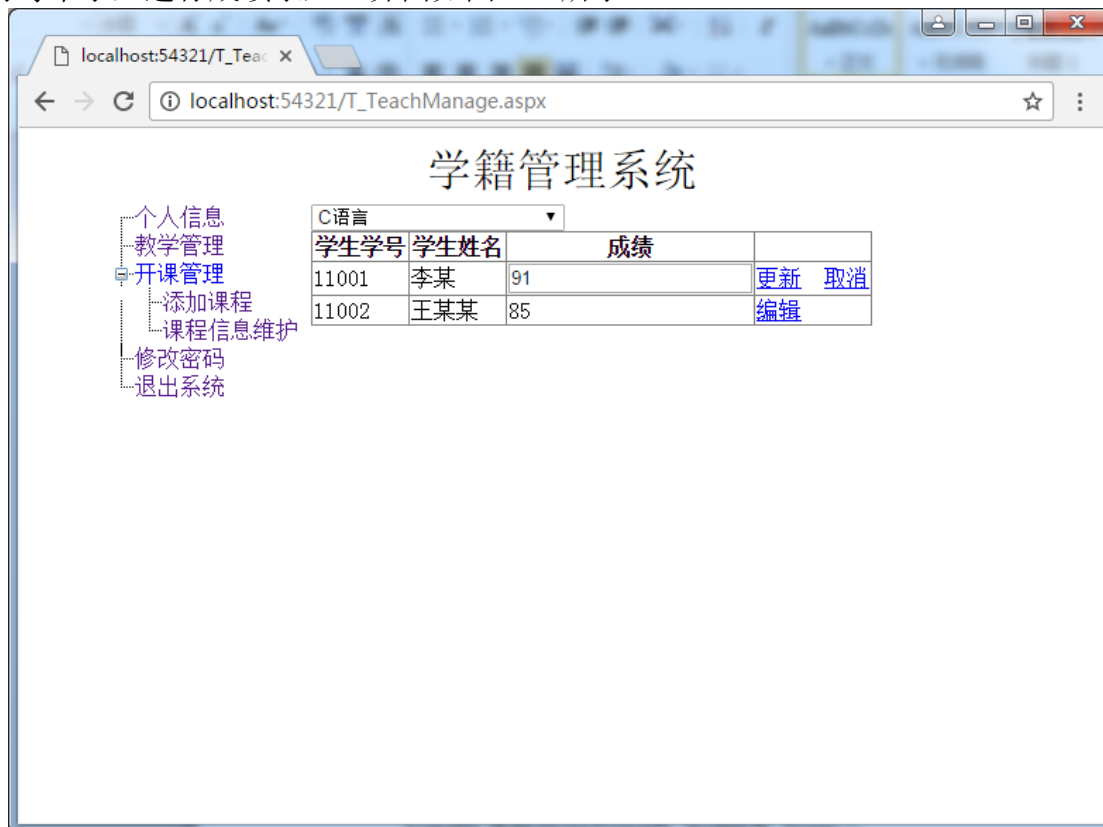 localhost:54321/T_Teac
localhost:54321/T_TeachManage.aspx
学籍管理系统
个人信息
教学管理
开课管理
添加课程
课程信息维护
修改密码
退出系统
C语言
学生学号 学生姓名 成绩
11001 李某 91 更新 取消
11002 王某某 85 编辑